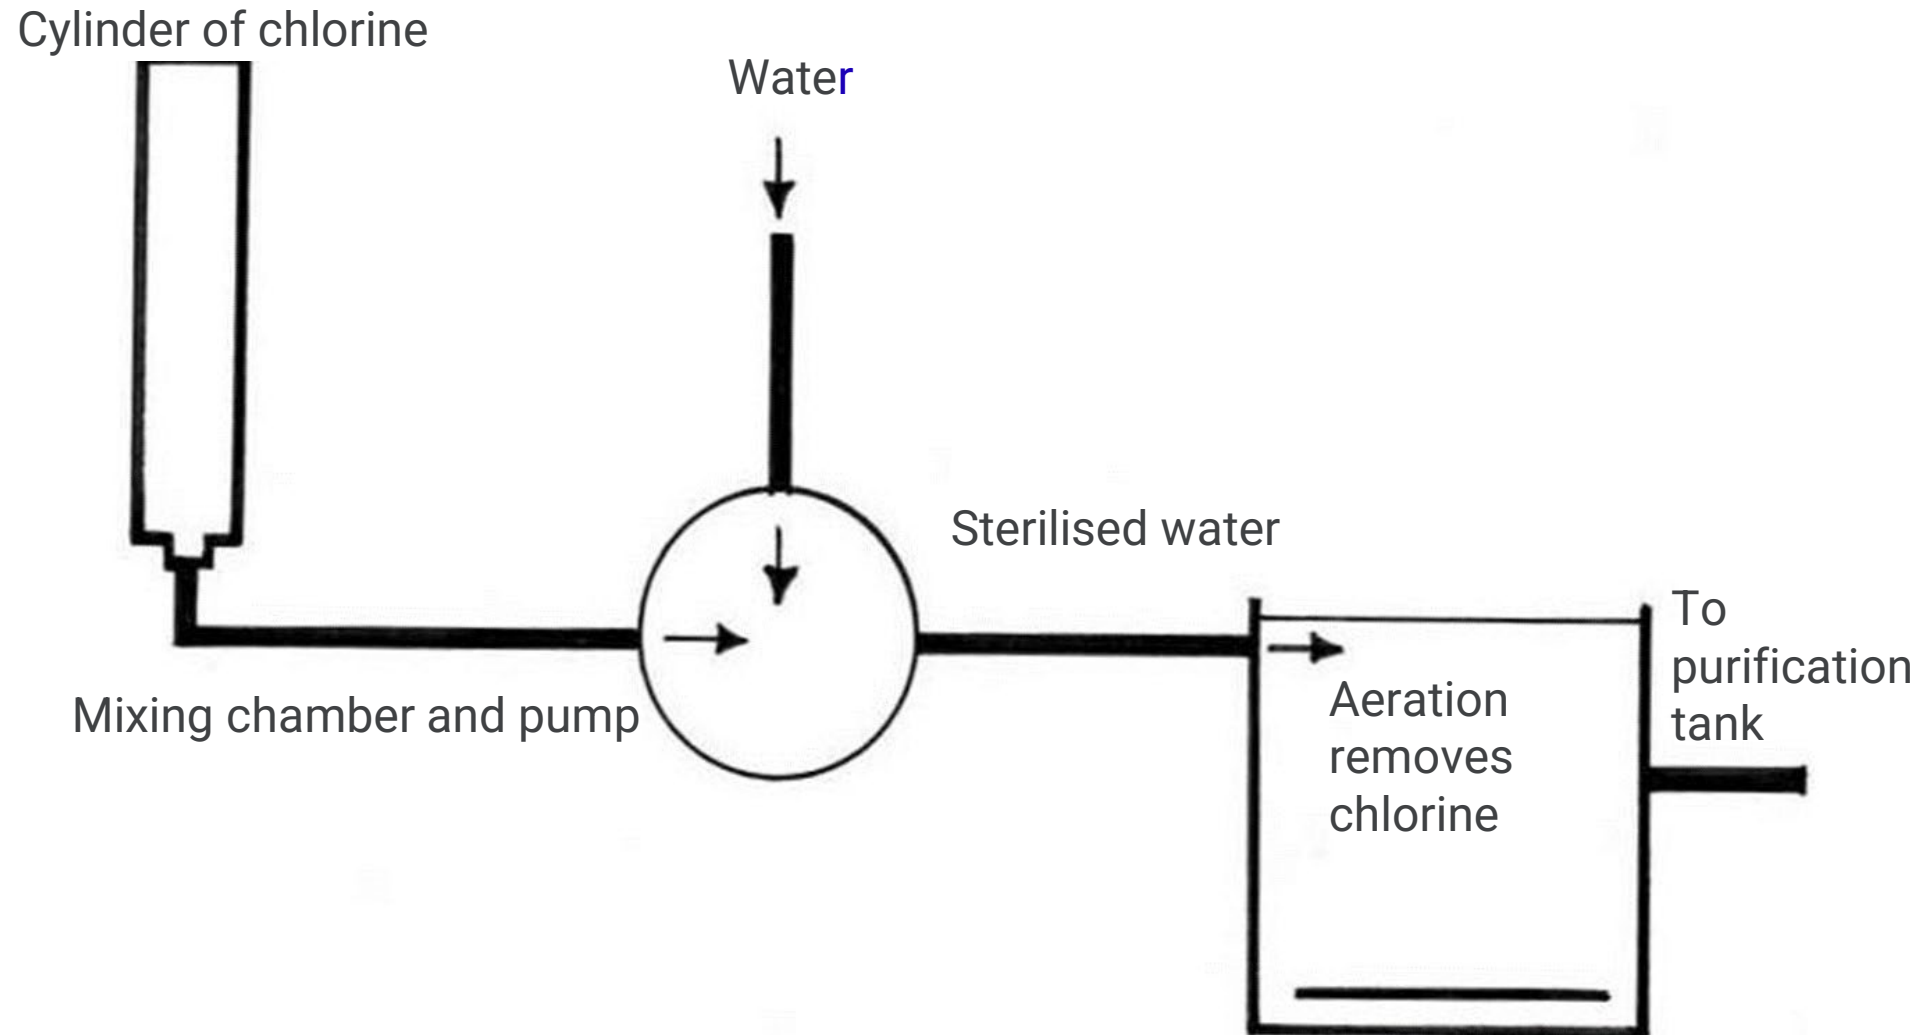 Cylinder of chlorine
Water
Sterilised water
Mixing chamber and pump
To
purification
tank
Aeration
removes
chlorine